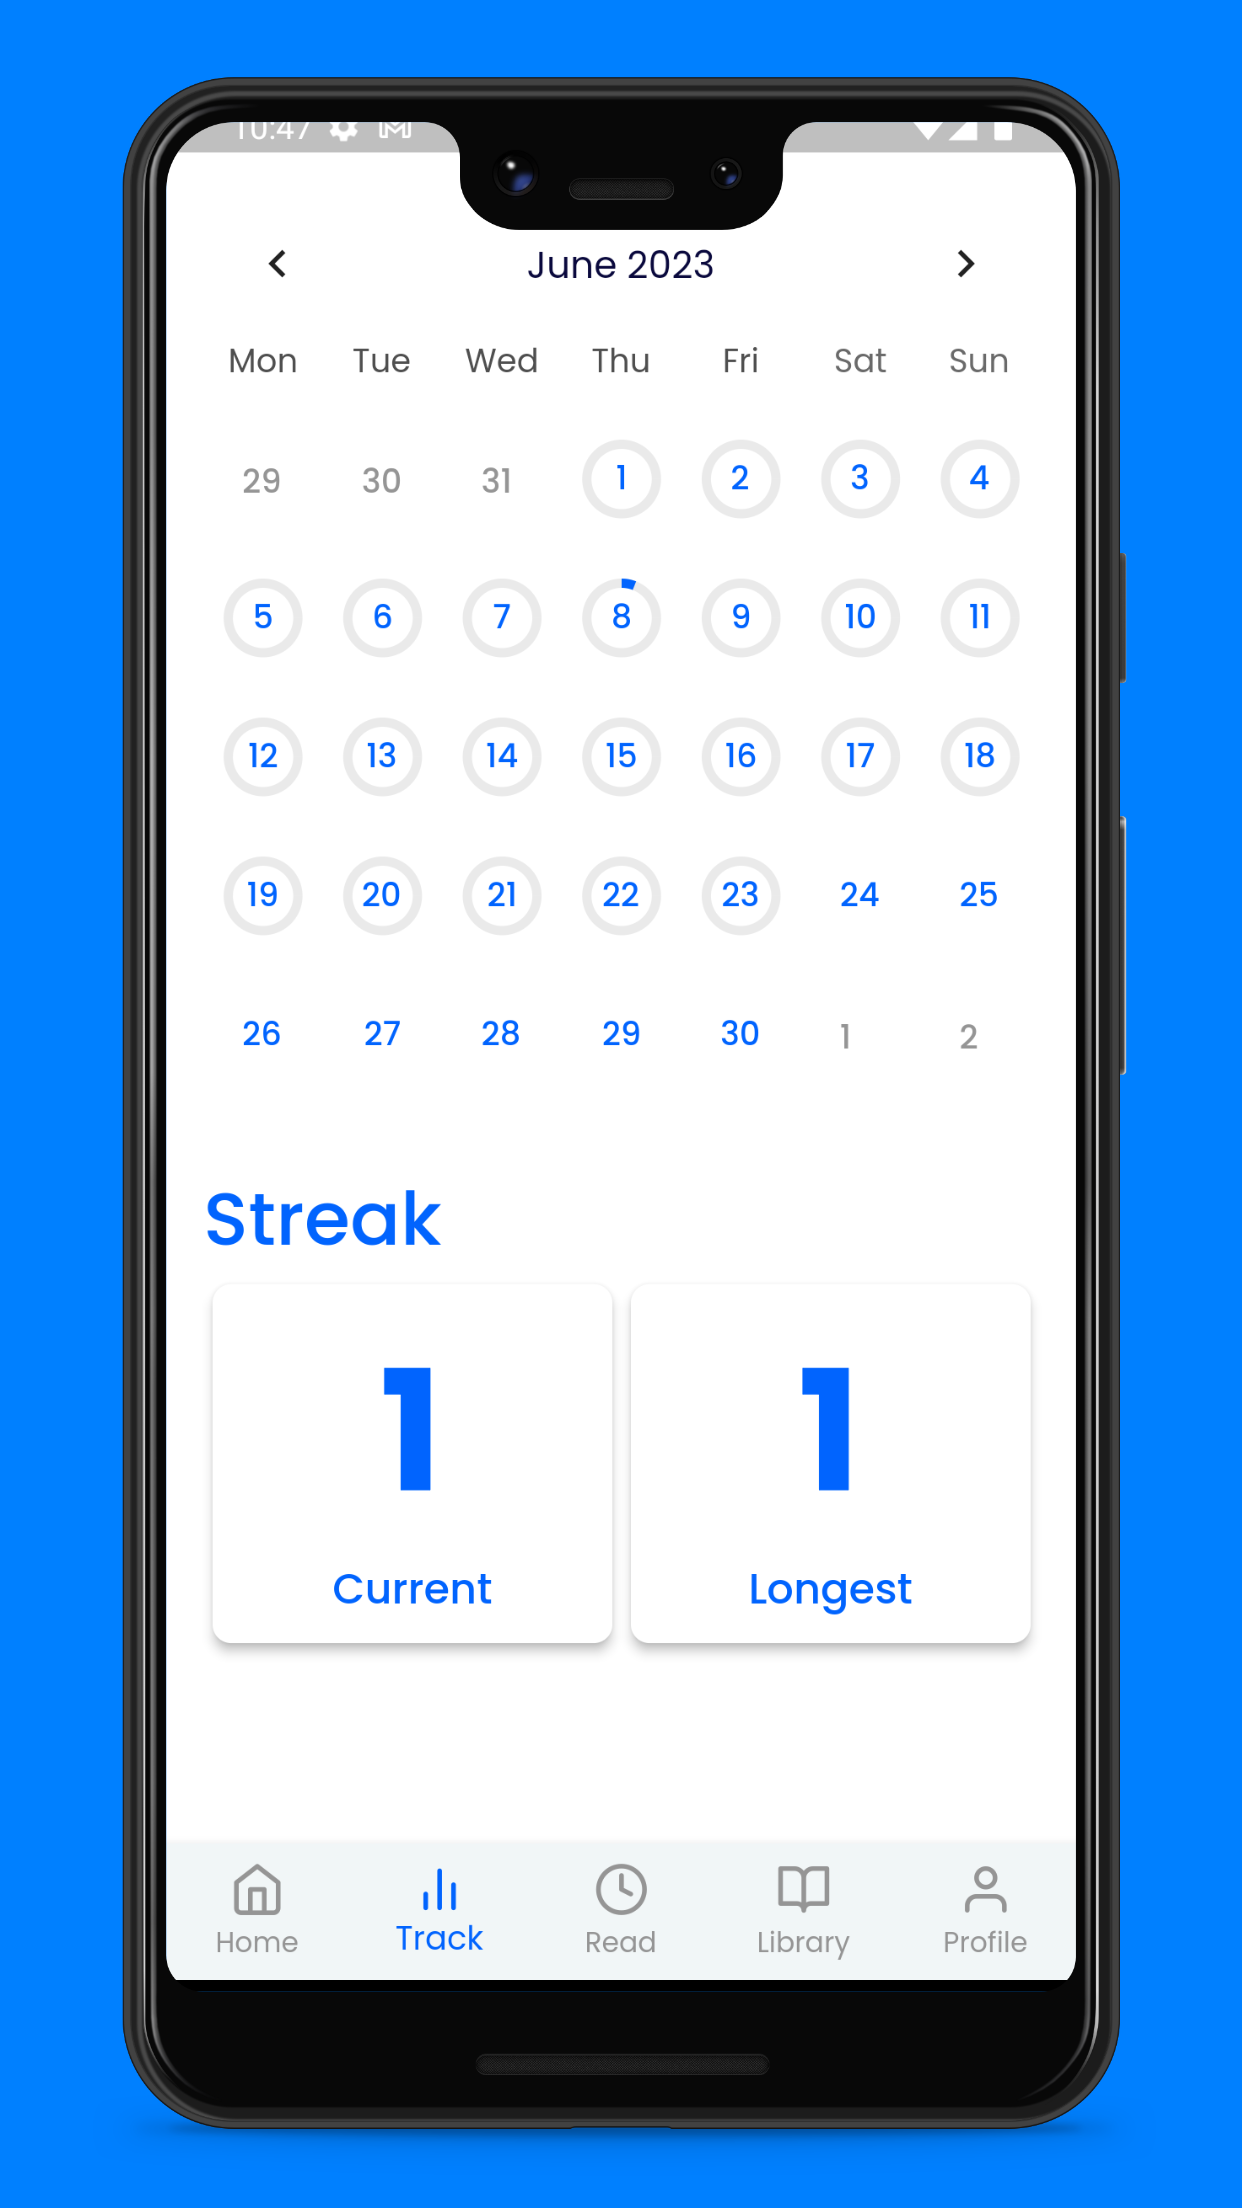 10:47
June 2023
Mon Tue Wed Thu Fri Sat Sun
29 30 31 1 2 3 4
5 6 7 8 9 10 11
12 13 14 15 16 17 18
19 20 21 22 23 24 25
26 27 28 29 30 1 2
Streak
1 1
Current Longest
Home Track Read Library Profile